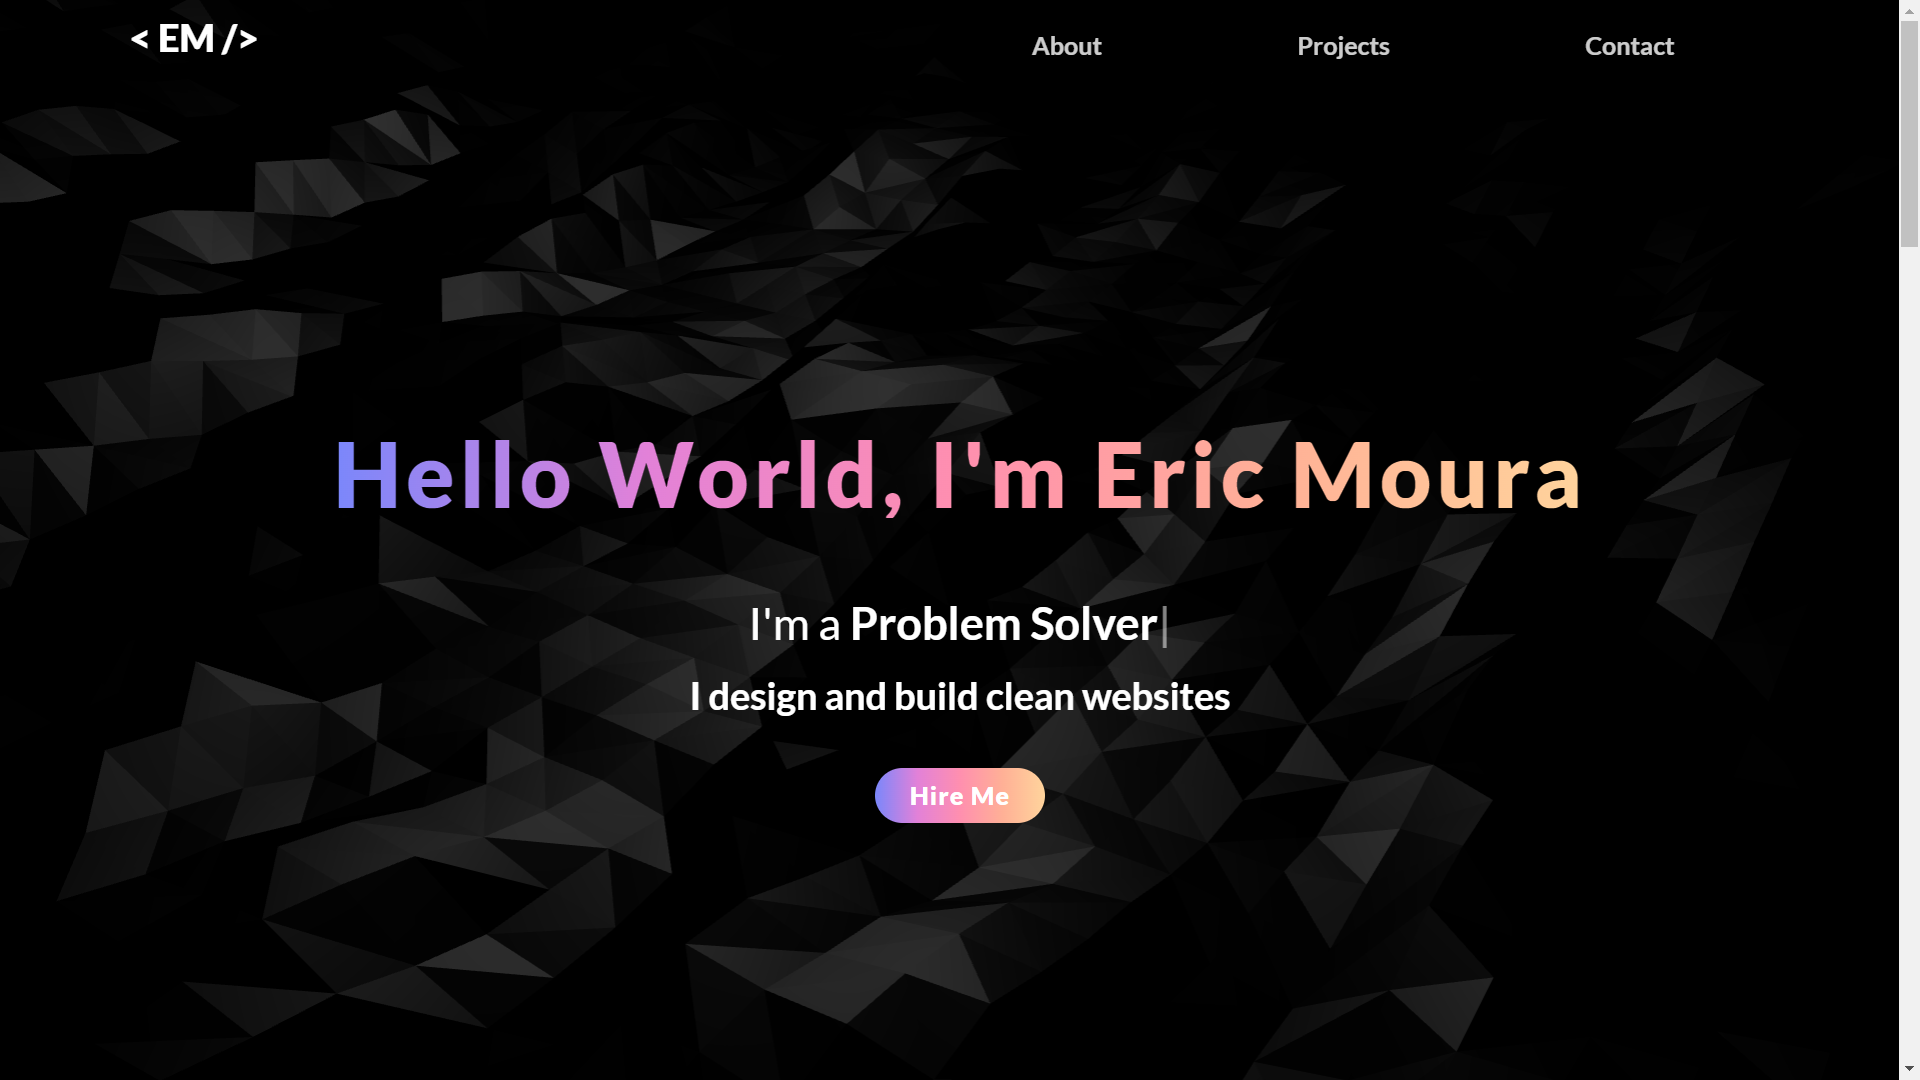 < EM />
About
Projects
Contact
Hello World, I'm Eric Moura
I'm a Problem Solver|
I design and build clean websites
Hire Me